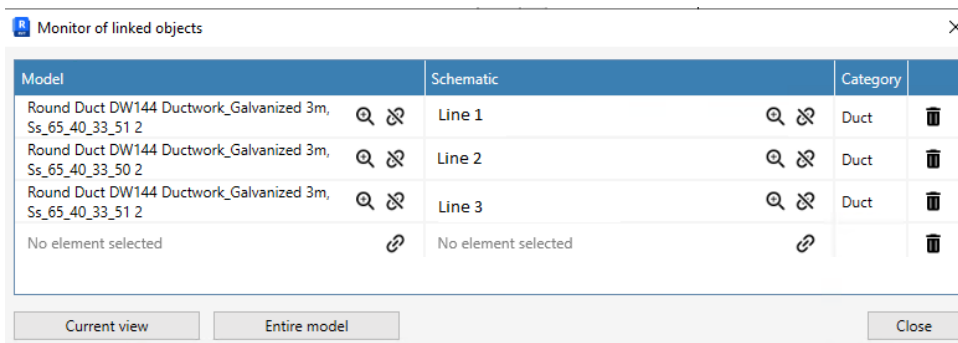 Monitor of linked objects
Model Schematic Category
Round Duct DW144 Ductwork_Galvanized 3m,
Ss_65_40_33_51 2
Line 1
Duct
Round Duct DW144 Ductwork_Galvanized 3m,
Ss_65_40_33_50 2
Line 2
Duct
Round Duct DW144 Ductwork_Galvanized 3m,
Ss_65_40_33_51 2
Line 3
Duct
No element selected No element selected
Current view Entire model Close